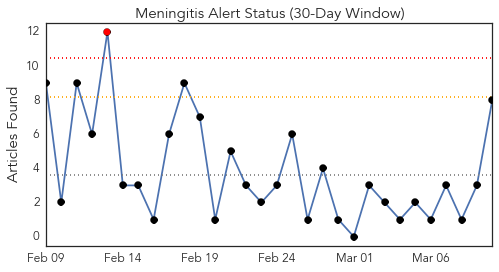 Meningitis Alert Status (30-Day Window)
Articles Found
12
10
8
6
4
2
0
Feb 09
Feb 14
Feb 19
Feb 24
Mar 01
Mar 06